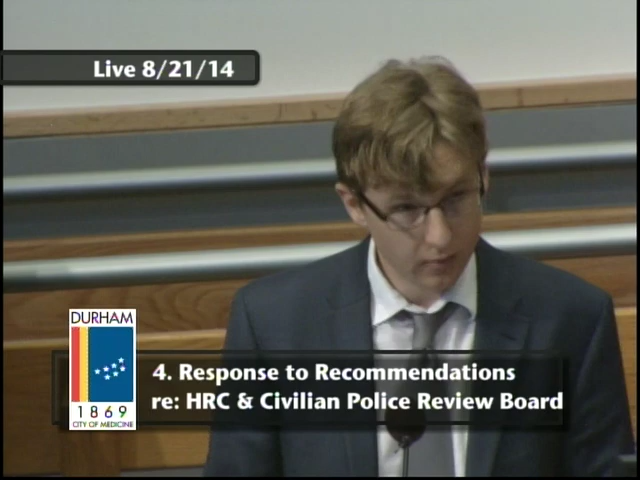 Live 8/21/14
DURHAM
1869
CITY OF MEDICINE
4. Response to Recommendations
re: HRC & Civilian Police Review Board